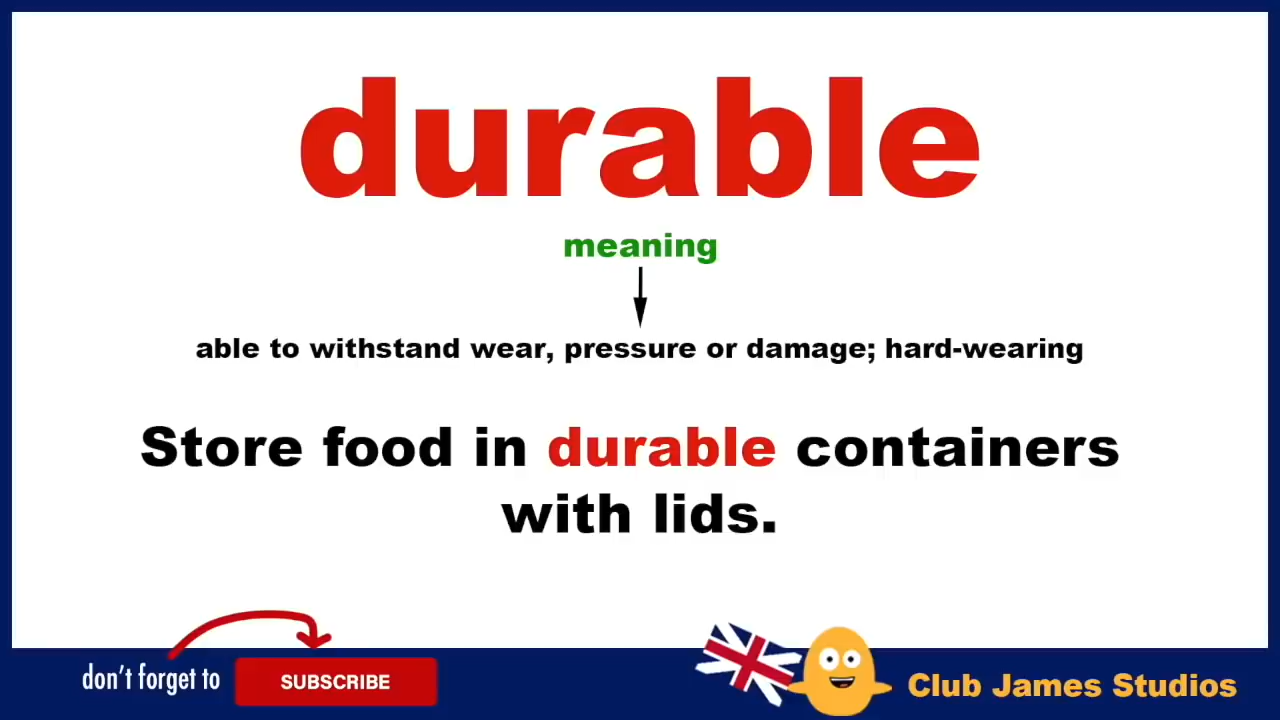 durable
meaning
able to withstand wear, pressure or damage; hard-wearing
Store food in durable containers
with lids.
don't forget to SUBSCRIBE
Club James Studios